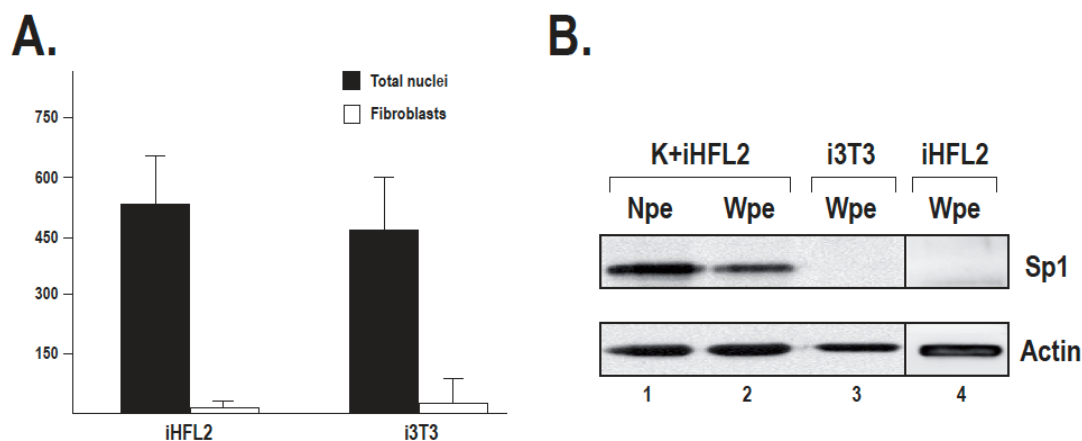 A.
Total nuclei
Fibroblasts
750
600
450
300
150
iHFL2
i3T3
B.
K+iHFL2 i3T3 iHFL2
Npe Wpe Wpe Wpe
Sp1
Actin
1 2 3 4